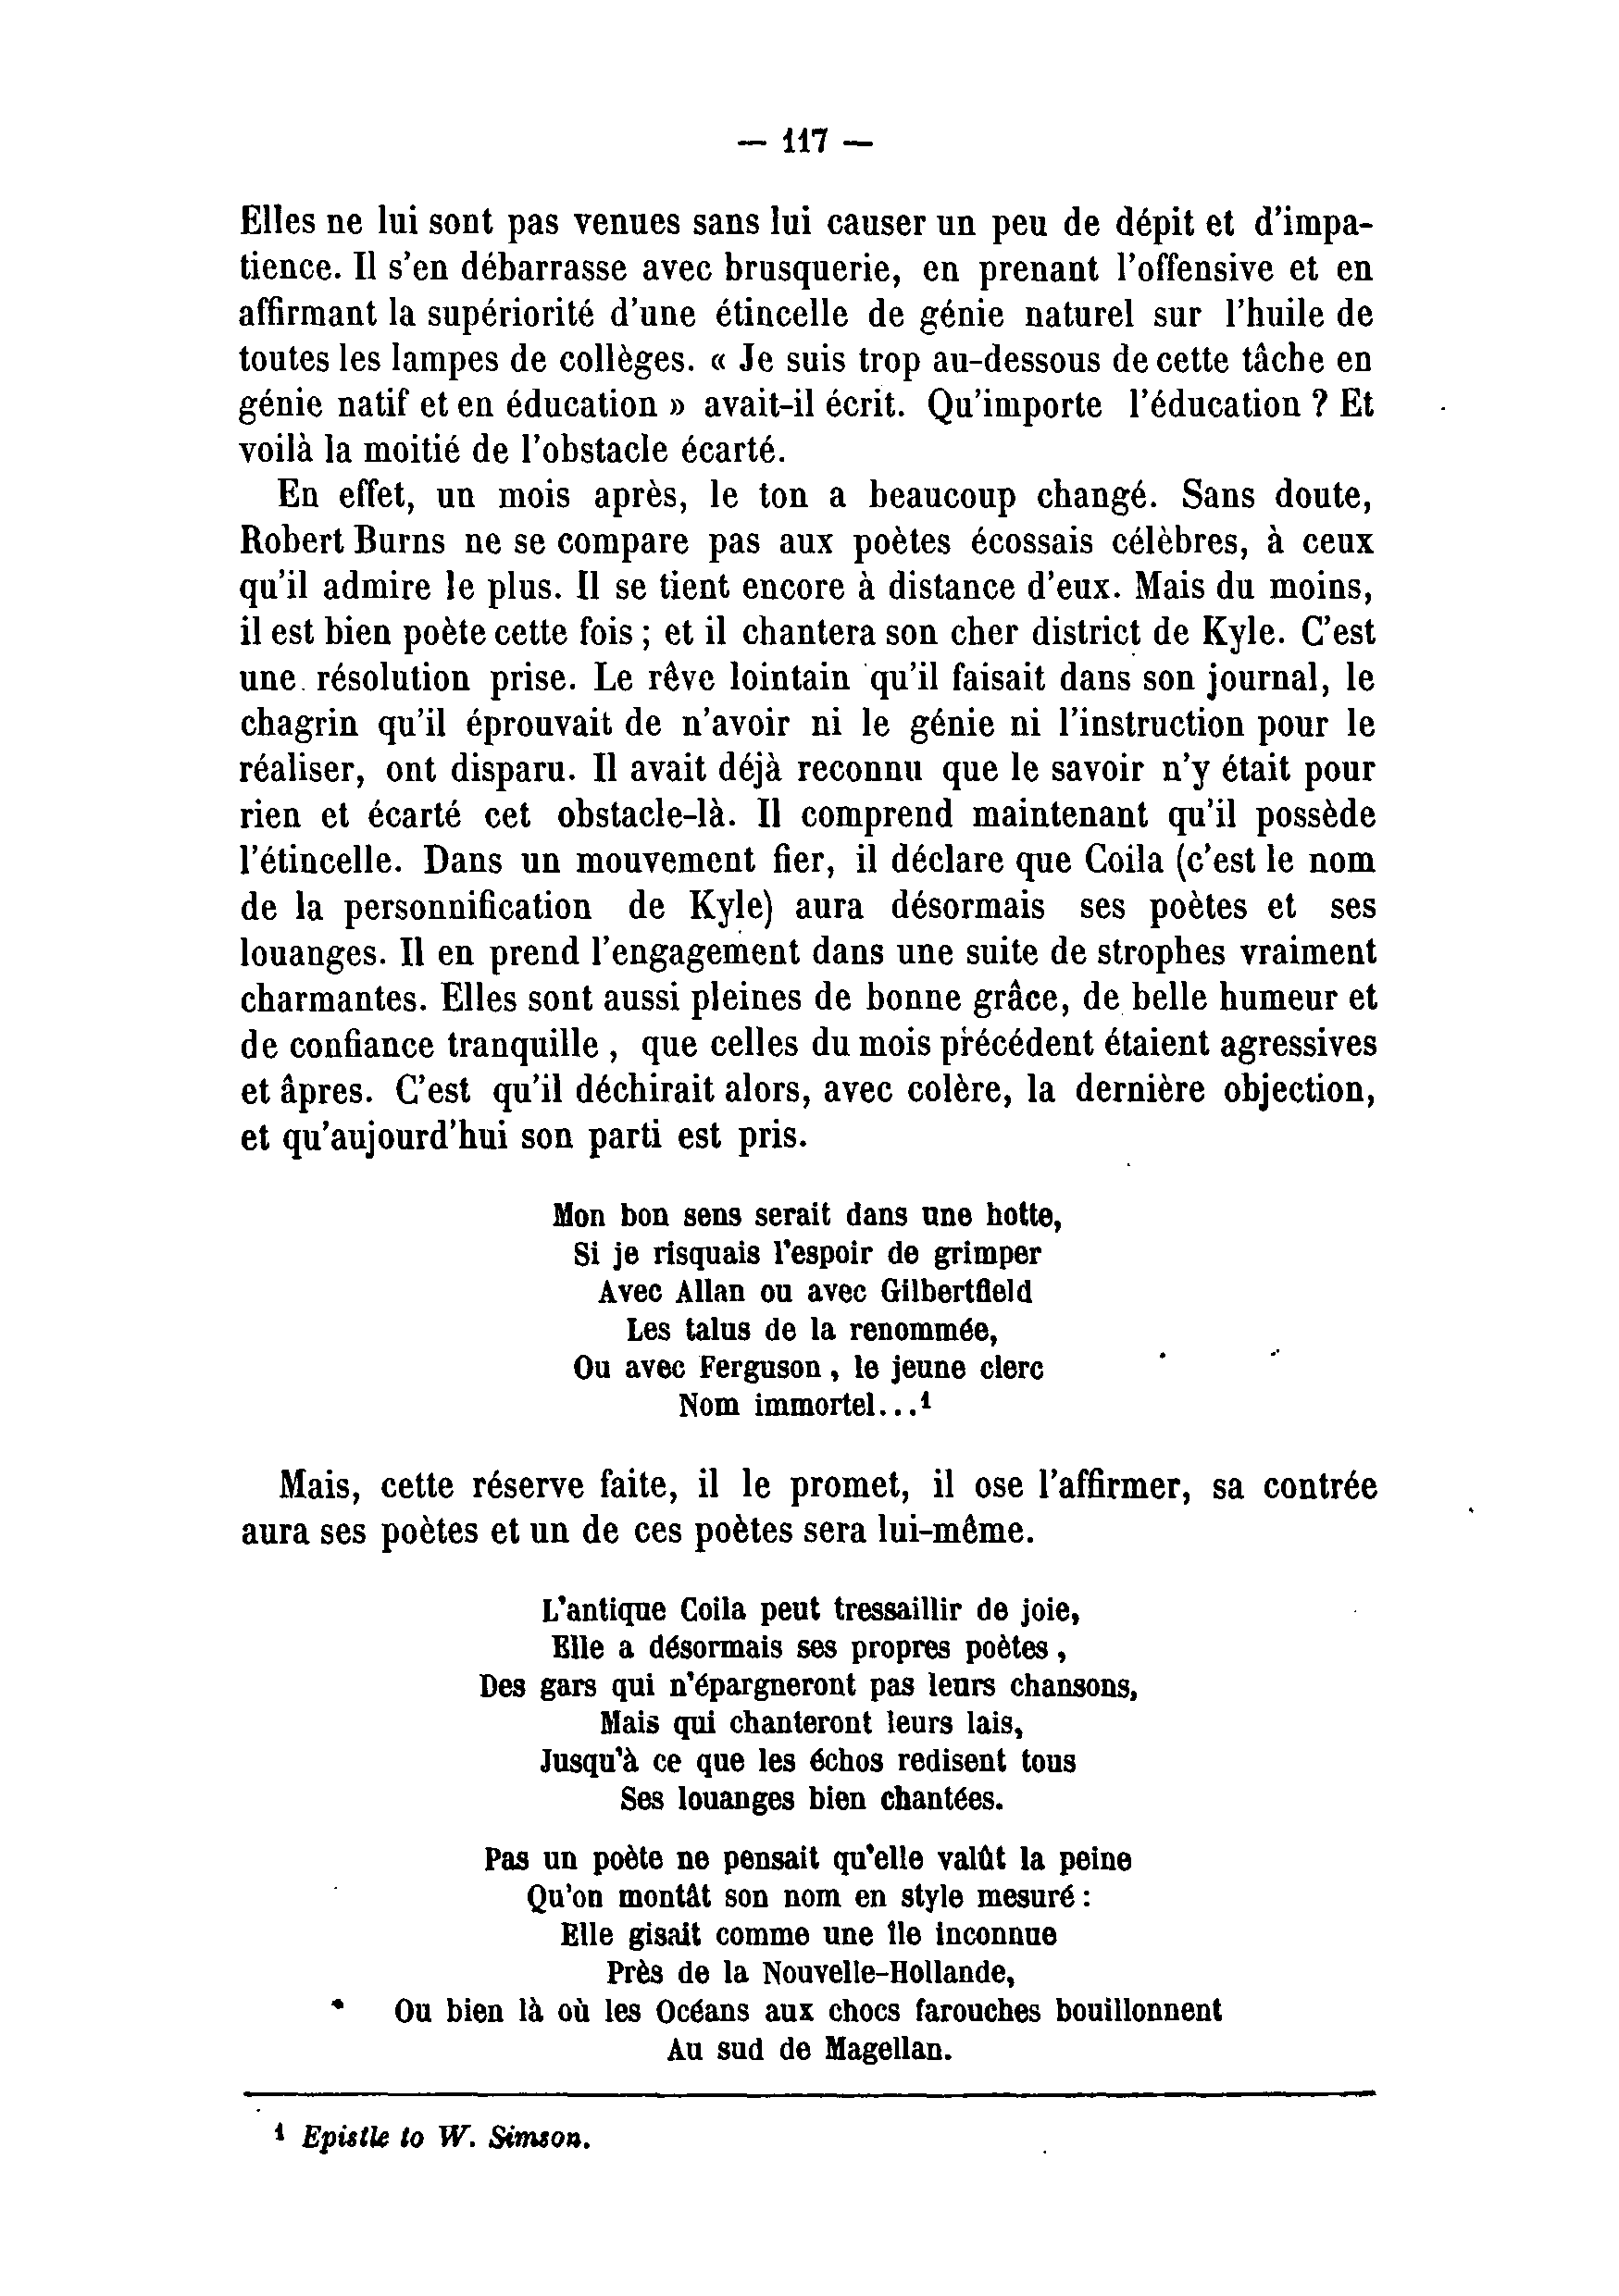 — 117 —
Elles ne lui sont pas venues sans lui causer un peu de dépit et d'impa-
tience. Il s'en débarrasse avec brusquerie, en prenant l'offensive et en
affirmant la supériorité d'une étincelle de génie naturel sur l'huile de
toutes les lampes de collèges. « Je suis trop au-dessous de cette tâche en
génie natif et en éducation » avait-il écrit. Qu'importe l'éducation ? Et
voilà la moitié de l'obstacle écarté.
En effet, un mois après, le ton a beaucoup changé. Sans doute,
Robert Burns ne se compare pas aux poètes écossais célèbres, à ceux
qu'il admire le plus. Il se tient encore à distance d'eux. Mais du moins,
il est bien poète cette fois ; et il chantera son cher district de Kyle. C'est
une résolution prise. Le rêve lointain qu'il faisait dans son journal, le
chagrin qu'il éprouvait de n'avoir ni le génie ni l'instruction pour le
réaliser, ont disparu. Il avait déjà reconnu que le savoir n'y était pour
rien et écarté cet obstacle-là. Il comprend maintenant qu'il possède
l'étincelle. Dans un mouvement fier, il déclare que Coila (c'est le nom
de la personnification de Kyle) aura désormais ses poètes et ses
louanges. Il en prend l'engagement dans une suite de strophes vraiment
charmantes. Elles sont aussi pleines de bonne grâce, de belle humeur et
de confiance tranquille , que celles du mois précédent étaient agressives
et âpres. C'est qu'il déchirait alors, avec colère, la dernière objection,
et qu'aujourd'hui son parti est pris.
Mon bon sens serait dans une hotte,
Si je risquais l'espoir de grimper
Avec Allan ou avec Gilbertfield
Les talus de la renommée,
Ou avec Ferguson , le jeune clerc
Nom immortel...¹
Mais, cette réserve faite, il le promet, il ose l'affirmer, sa contrée
aura ses poètes et un de ces poètes sera lui-même.
L'antique Coila peut tressaillir de joie,
Elle a désormais ses propres poètes ,
Des gars qui n'épargneront pas leurs chansons,
Mais qui chanteront leurs lais,
Jusqu'à ce que les échos redisent tous
Ses louanges bien chantées.
Pas un poète ne pensait qu'elle valût la peine
Qu'on montât son nom en style mesuré :
Elle gisait comme une île inconnue
Près de la Nouvelle-Hollande,
Ou bien là où les Océans aux chocs farouches bouillonnent
Au sud de Magellan.
¹ Epistle to W. Simson.